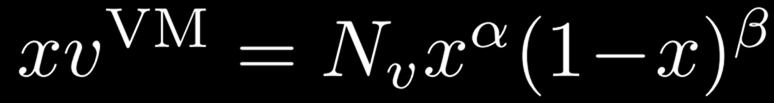 xv^{VM} = N_v x^α (1−x)^β